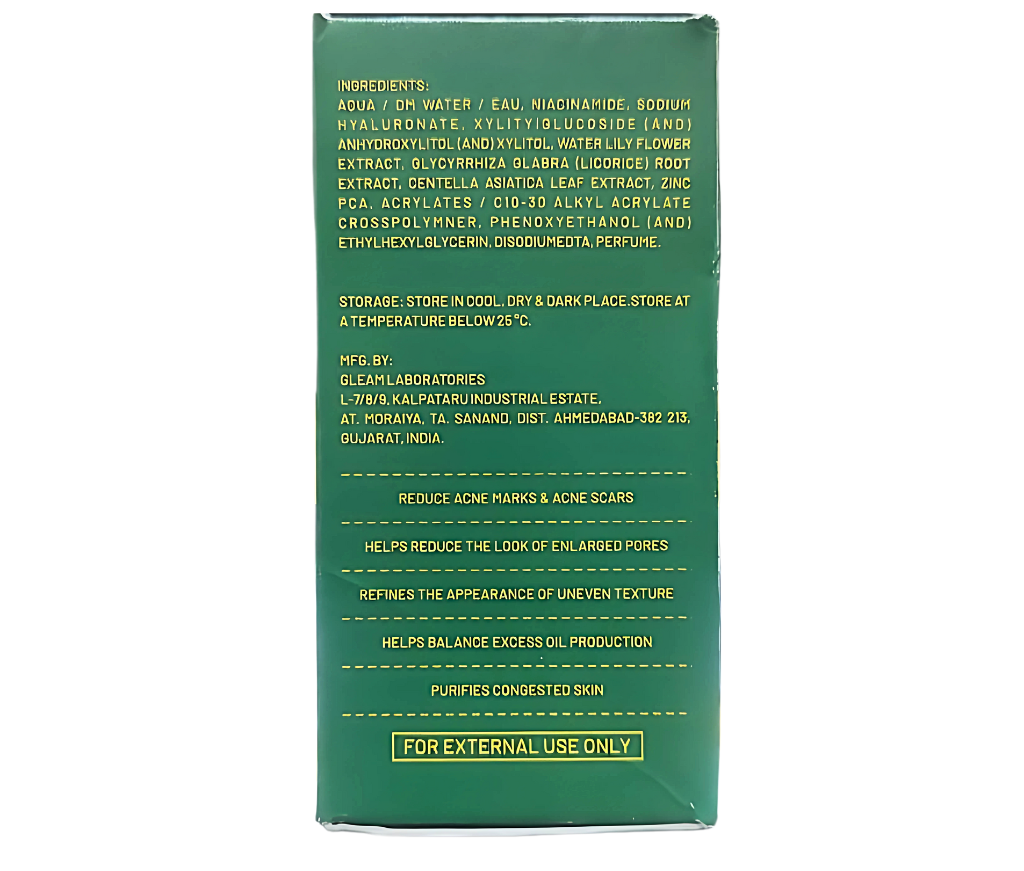 INGREDIENTS:
AQUA / DM WATER / EAU, NIACINAMIDE, SODIUM
HYALURONATE, XYLITYIGLUCOSIDE (AND)
ANHYDROXYLITOL (AND) XYLITOL, WATER LILY FLOWER
EXTRACT, GLYCYRRHIZA GLABRA (LICORICE) ROOT
EXTRACT, CENTELLA ASIATICA LEAF EXTRACT, ZINC
PCA, ACRYLATES / C10-30 ALKYL ACRYLATE
CROSSPOLYMNER, PHENOXYETHANOL (AND)
ETHYLHEXYLGLYCERIN, DISODIUMEDTA, PERFUME.
STORAGE: STORE IN COOL, DRY & DARK PLACE.STORE AT
A TEMPERATURE BELOW 25°C.
MFG. BY:
GLEAM LABORATORIES
L-7/8/9, KALPATARU INDUSTRIAL ESTATE,
AT. MORAIYA, TA. SANAND, DIST. AHMEDABAD-382 213,
GUJARAT, INDIA.
REDUCE ACNE MARKS & ACNE SCARS
HELPS REDUCE THE LOOK OF ENLARGED PORES
REFINES THE APPEARANCE OF UNEVEN TEXTURE
HELPS BALANCE EXCESS OIL PRODUCTION
PURIFIES CONGESTED SKIN
FOR EXTERNAL USE ONLY